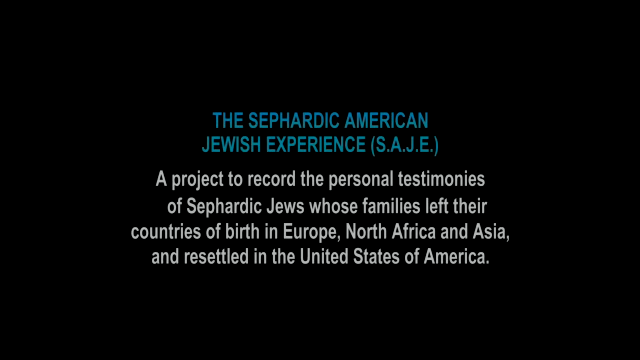 THE SEPHARDIC AMERICAN
JEWISH EXPERIENCE (S.A.J.E.)
A project to record the personal testimonies
of Sephardic Jews whose families left their
countries of birth in Europe, North Africa and Asia,
and resettled in the United States of America.